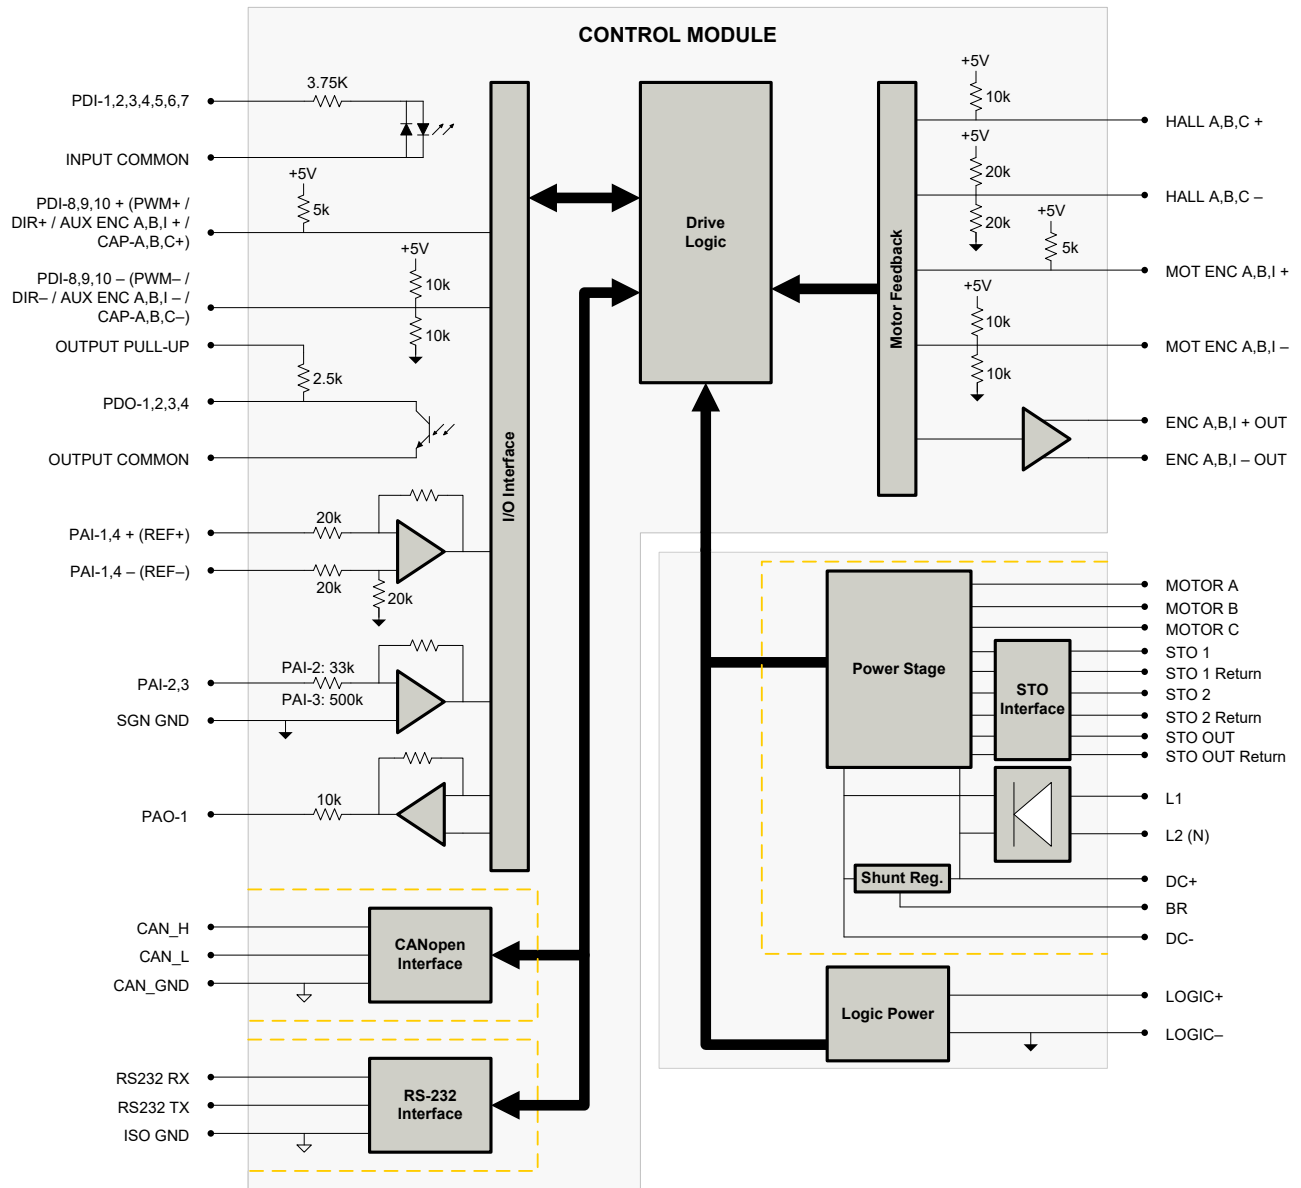 CONTROL MODULE
PDI-1,2,3,4,5,6,7
3.75K
INPUT COMMON
+5V
5k
PDI-8,9,10 + (PWM+ /
DIR+ / AUX ENC A,B,I + /
CAP-A,B,C+)
+5V
10k
10k
PDI-8,9,10 – (PWM– /
DIR– / AUX ENC A,B,I – /
CAP-A,B,C–)
OUTPUT PULL-UP
2.5k
PDO-1,2,3,4
OUTPUT COMMON
PAI-1,4 + (REF+)
20k
PAI-1,4 – (REF–)
20k
20k
PAI-2,3
PAI-2: 33k
PAI-3: 500k
SGN GND
PAO-1
10k
I/O Interface
CAN_H
CAN_L
CAN_GND
CANopen
Interface
RS232 RX
RS232 TX
ISO GND
RS-232
Interface
Drive
Logic
Motor Feedback
+5V
10k
HALL A,B,C +
+5V
20k
20k
HALL A,B,C –
+5V
5k
MOT ENC A,B,I +
+5V
10k
10k
MOT ENC A,B,I –
ENC A,B,I + OUT
ENC A,B,I – OUT
Power Stage
MOTOR A
MOTOR B
MOTOR C
STO
Interface
STO 1
STO 1 Return
STO 2
STO 2 Return
STO OUT
STO OUT Return
L1
L2 (N)
Shunt Reg.
DC+
BR
DC-
Logic Power
LOGIC+
LOGIC–